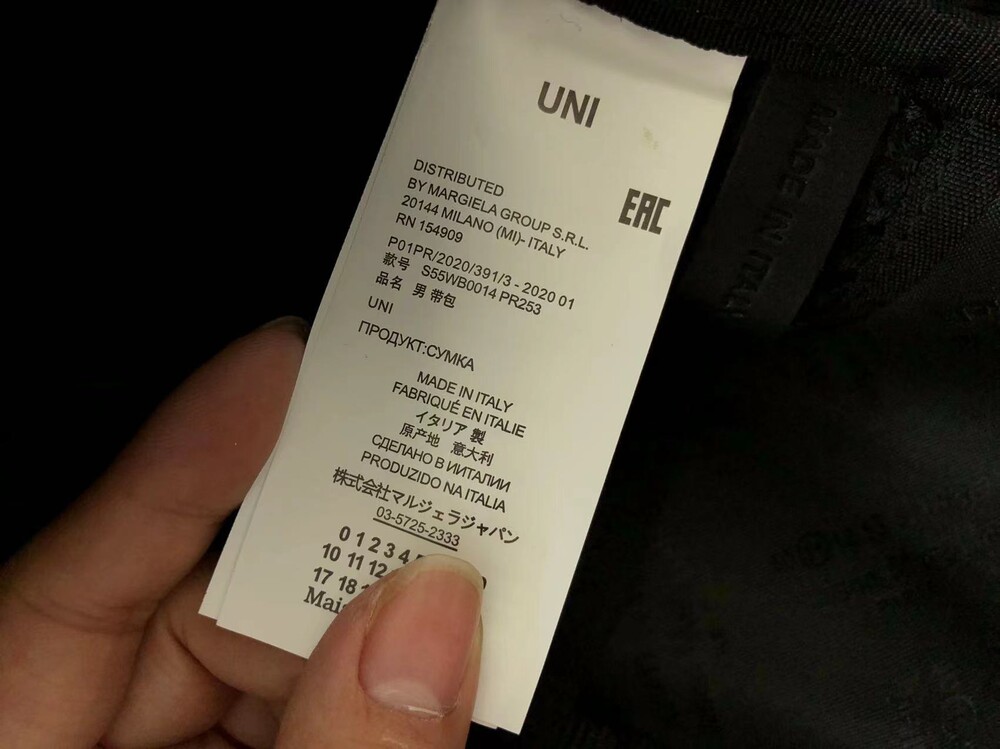 UNI
DISTRIBUTED
BY MARGIELA GROUP S.R.L.
20144 MILANO (MI)- ITALY
RN 154909
EAC
P01PR/2020/391/3 - 2020 01
款号 S55WB0014 PR253
品名 男 带包
UNI
ПРОДУКТ:СУМКА
MADE IN ITALY
FABRIQUÉ EN ITALIE
イタリア 製
原产地 意大利
СДЕЛАНО В ИИТАЛИИ
PRODUZIDO NA ITALIA
株式会社マルジェラジャパン
03-5725-2333
0 1 2 3 4
10 11 12
17 18
MADE IN ITALY